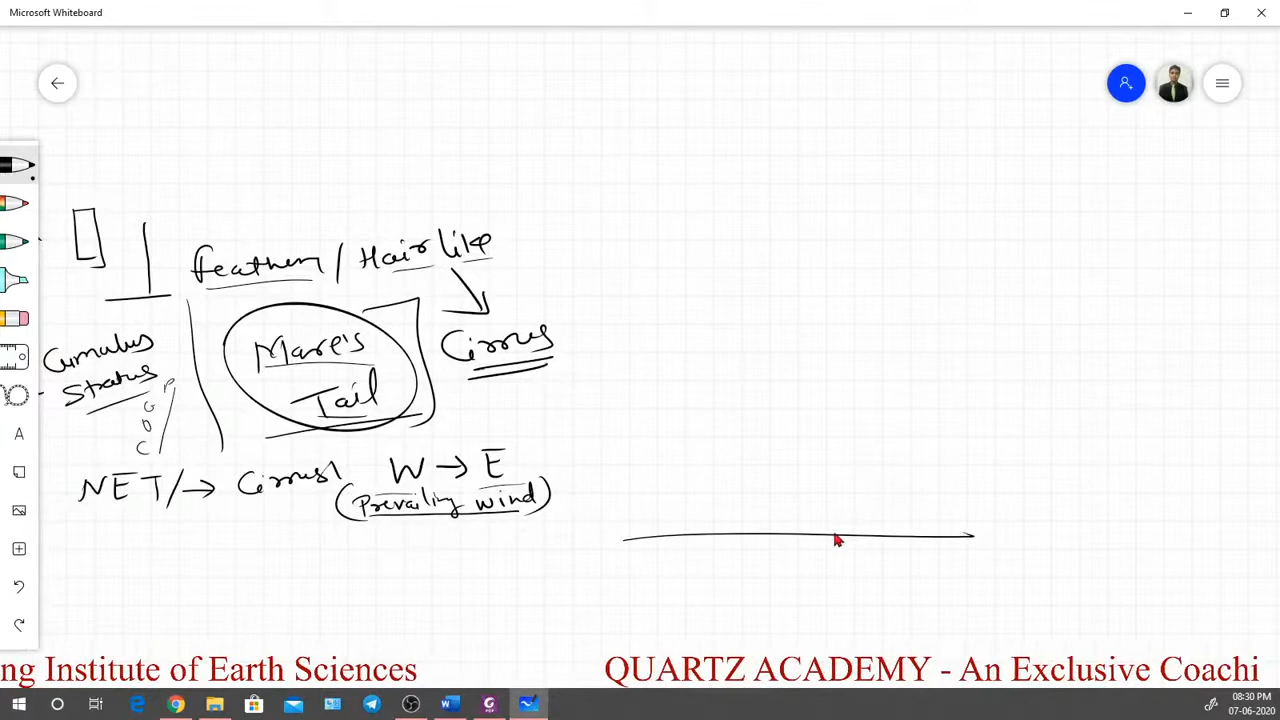 Microsoft Whiteboard
feathery / Hair like
Cumulus
Stratus
Mare's
Tail
Cirrus
P
G
D
C
NET/→ Cirrus W → E
(Prevailing wind)
A
ng Institute of Earth Sciences QUARTZ ACADEMY - An Exclusive Coachi
08:30 PM
07-06-2020